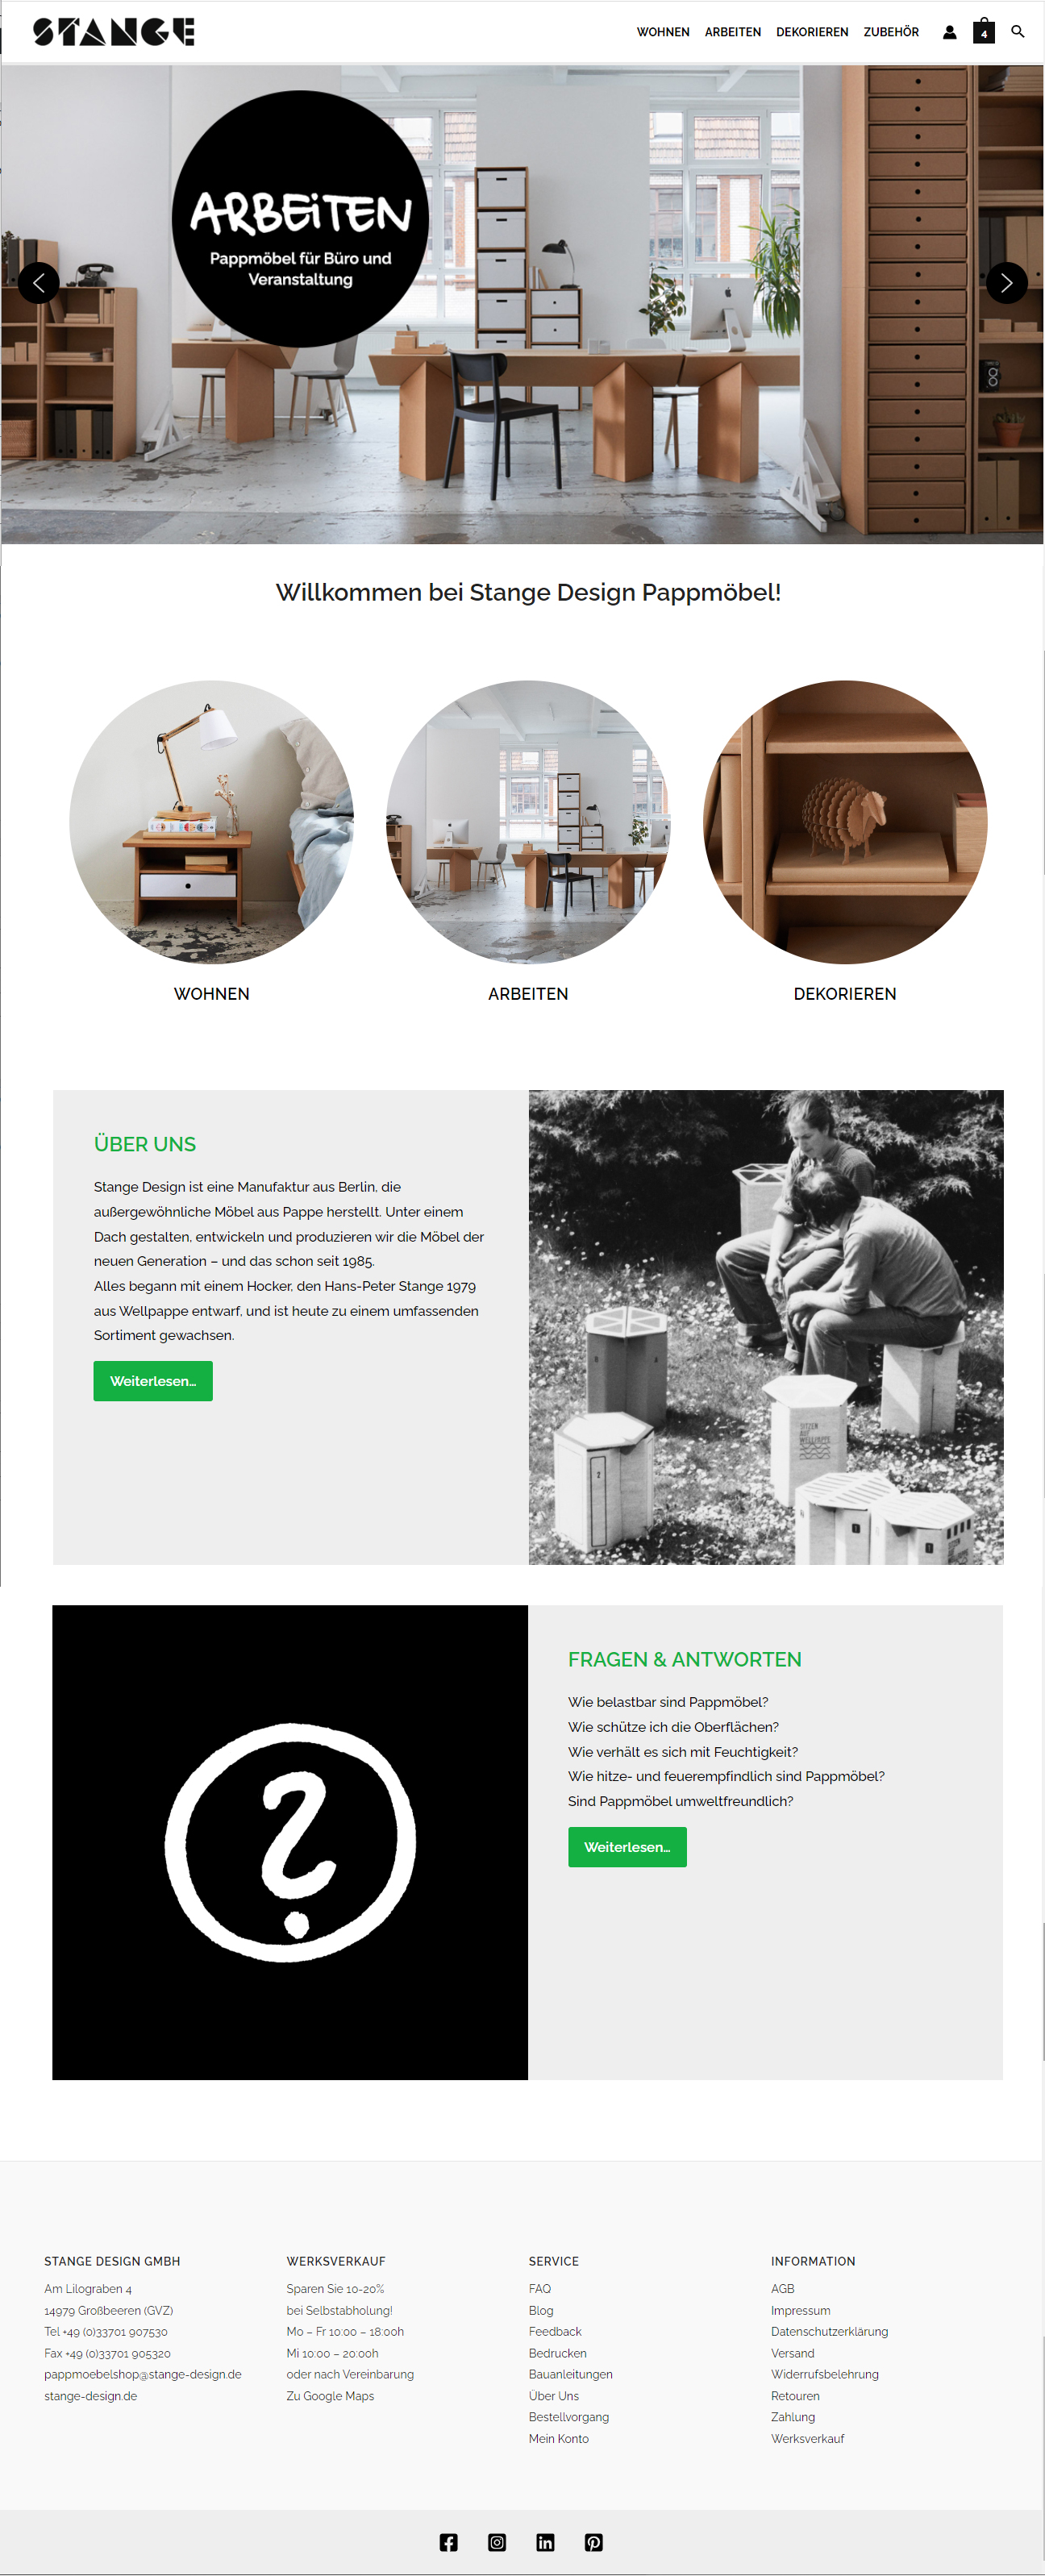 STANGE
WOHNEN ARBEITEN DEKORIEREN ZUBEHÖR 4
ARBEiTEN
Pappmöbel für Büro und
Veranstaltung
Willkommen bei Stange Design Pappmöbel!
WOHNEN
ARBEITEN
DEKORIEREN
ÜBER UNS
Stange Design ist eine Manufaktur aus Berlin, die
außergewöhnliche Möbel aus Pappe herstellt. Unter einem
Dach gestalten, entwickeln und produzieren wir die Möbel der
neuen Generation – und das schon seit 1985.
Alles begann mit einem Hocker, den Hans-Peter Stange 1979
aus Wellpappe entwarf, und ist heute zu einem umfassenden
Sortiment gewachsen.
Weiterlesen...
SITZEN
AUF
WELLPAPPE
FRAGEN & ANTWORTEN
Wie belastbar sind Pappmöbel?
Wie schütze ich die Oberflächen?
Wie verhält es sich mit Feuchtigkeit?
Wie hitze- und feuerempfindlich sind Pappmöbel?
Sind Pappmöbel umweltfreundlich?
Weiterlesen...
STANGE DESIGN GMBH
Am Lilograben 4
14979 Großbeeren (GVZ)
Tel +49 (0)33701 907530
Fax +49 (0)33701 905320
pappmoebelshop@stange-design.de
stange-design.de
WERKSVERKAUF
Sparen Sie 10-20%
bei Selbstabholung!
Mo – Fr 10:00 – 18:00h
Mi 10:00 – 20:00h
oder nach Vereinbarung
Zu Google Maps
SERVICE
FAQ
Blog
Feedback
Bedrucken
Bauanleitungen
Über Uns
Bestellvorgang
Mein Konto
INFORMATION
AGB
Impressum
Datenschutzerklärung
Versand
Widerrufsbelehrung
Retouren
Zahlung
Werksverkauf